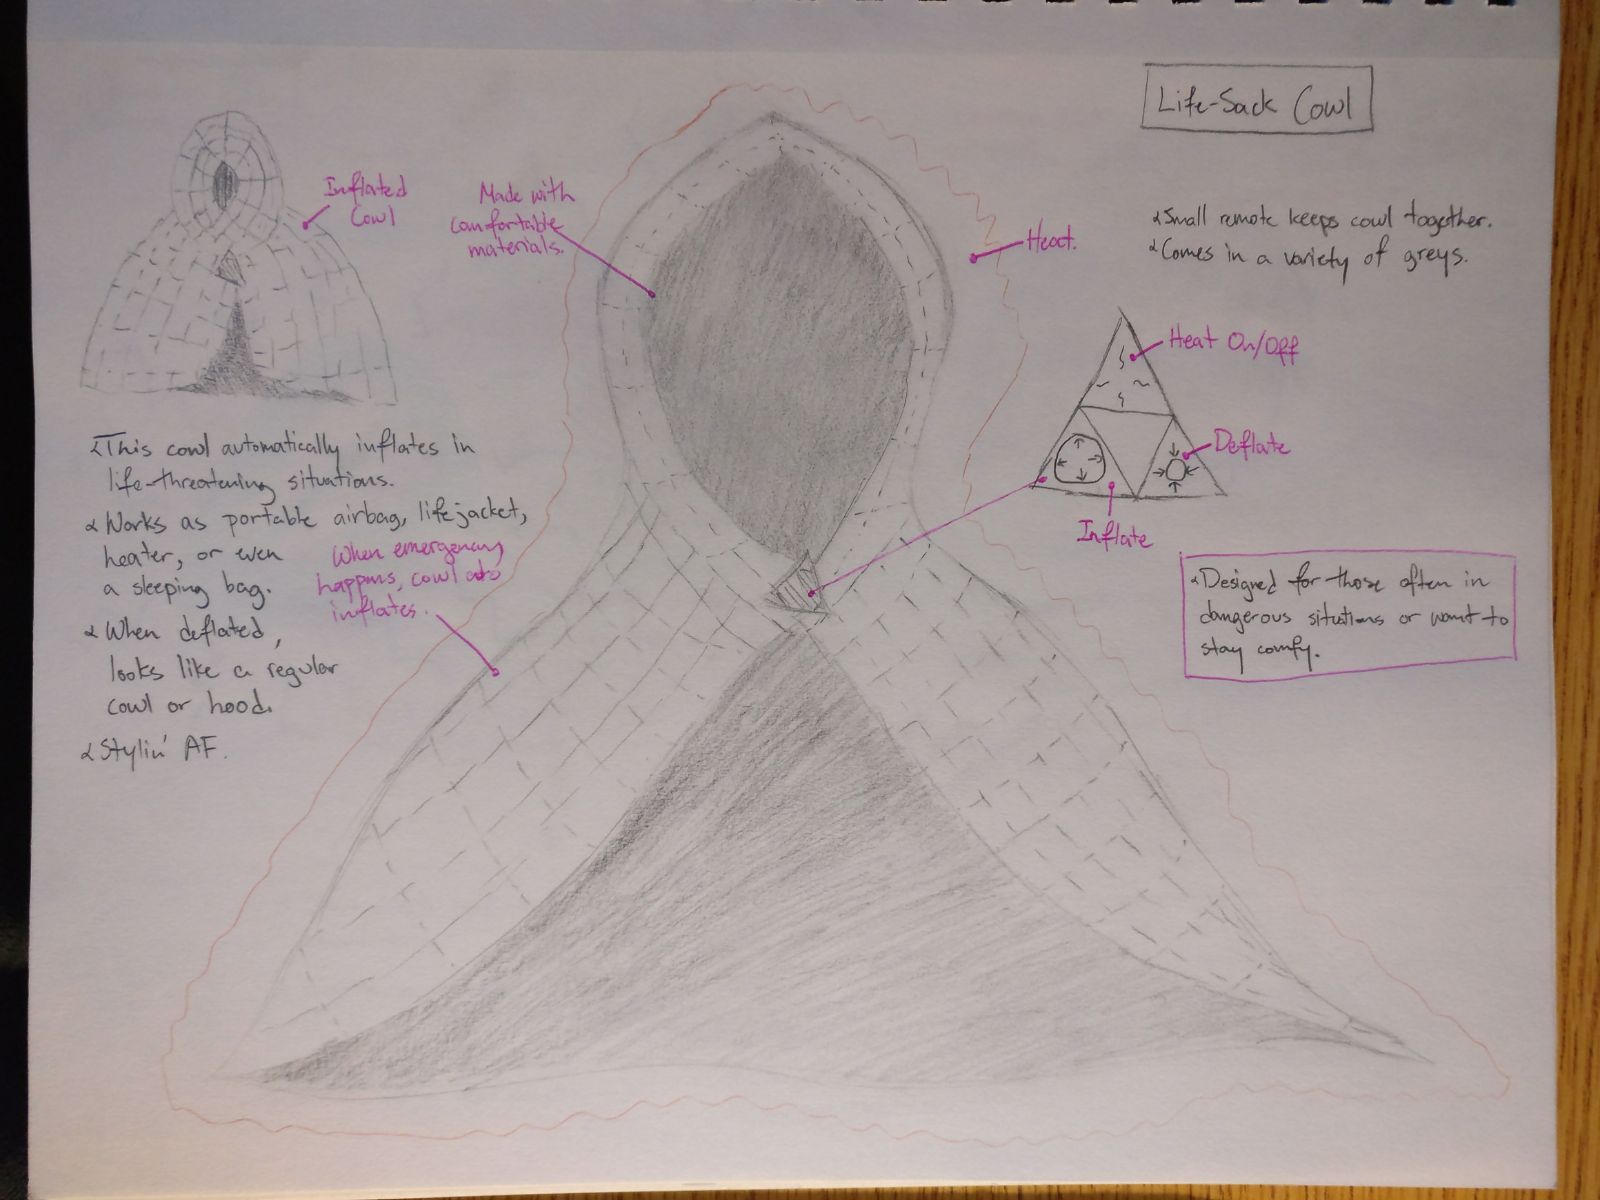 Life-Sack Cowl
Inflated
Cowl
Made with
comfortable
materials.
Heat.
Small remote keeps cowl together.
Comes in a variety of greys.
Heat On/Off
Deflate
Inflate
This cowl automatically inflates in
life-threatening situations.
Works as portable airbag, lifejacket,
heater, or even
a sleeping bag.
When deflated,
looks like a regular
cowl or hood.
Stylin' AF.
When emergency
happens, cowl also
inflates.
Designed for those often in
dangerous situations or want to
stay comfy.